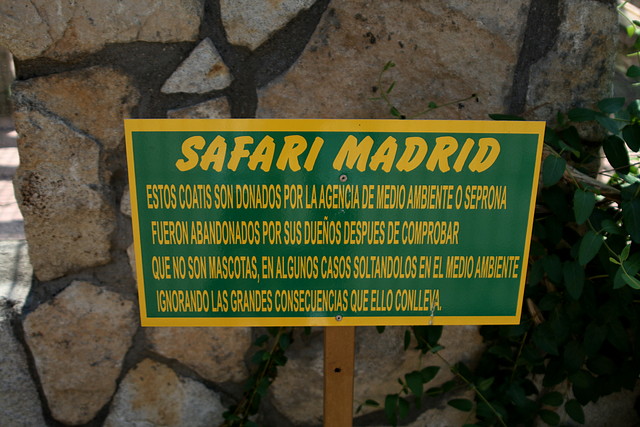 SAFARI MADRID
ESTOS COATIS SON DONADOS POR LA AGENCIA DE MEDIO AMBIENTE O SEPRONA
FUERON ABANDONADOS POR SUS DUEÑOS DESPUES DE COMPROBAR
QUE NO SON MASCOTAS, EN ALGUNOS CASOS SOLTANDOLOS EN EL MEDIO AMBIENTE
IGNORANDO LAS GRANDES CONSECUENCIAS QUE ELLO CONLLEVA.